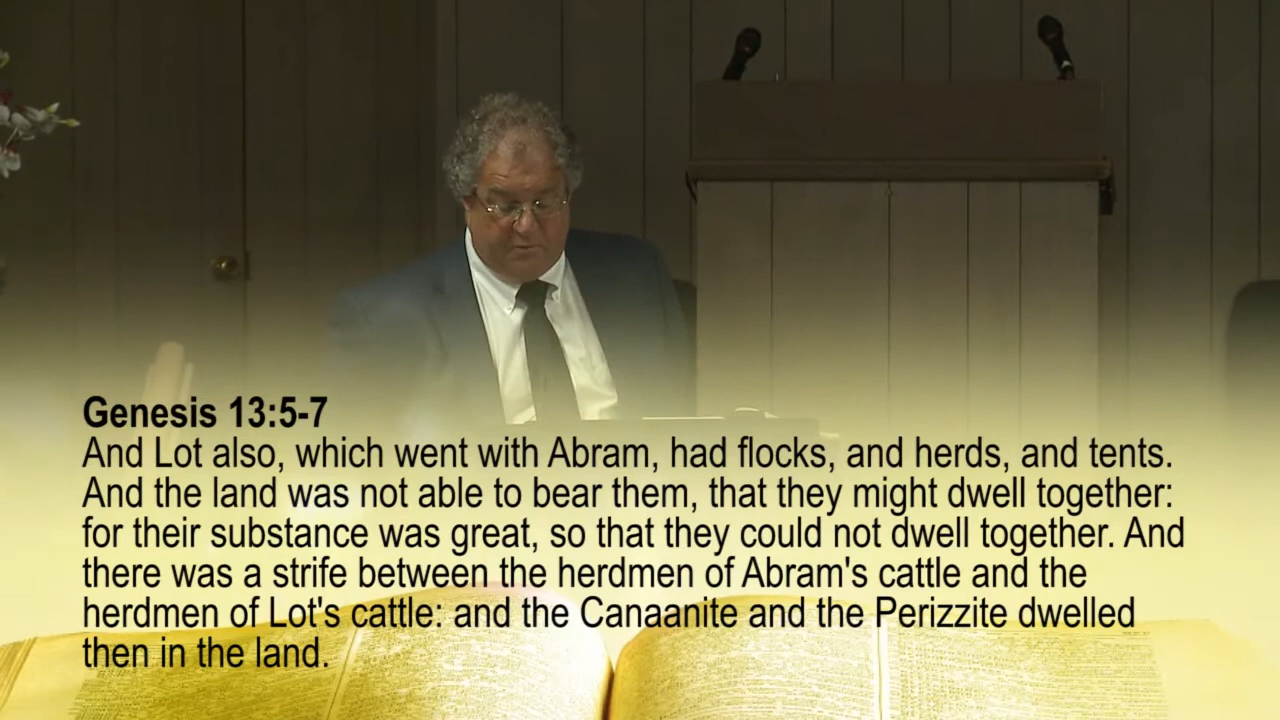 Genesis 13:5-7
And Lot also, which went with Abram, had flocks, and herds, and tents.
And the land was not able to bear them, that they might dwell together:
for their substance was great, so that they could not dwell together. And
there was a strife between the herdmen of Abram's cattle and the
herdmen of Lot's cattle: and the Canaanite and the Perizzite dwelled
then in the land.